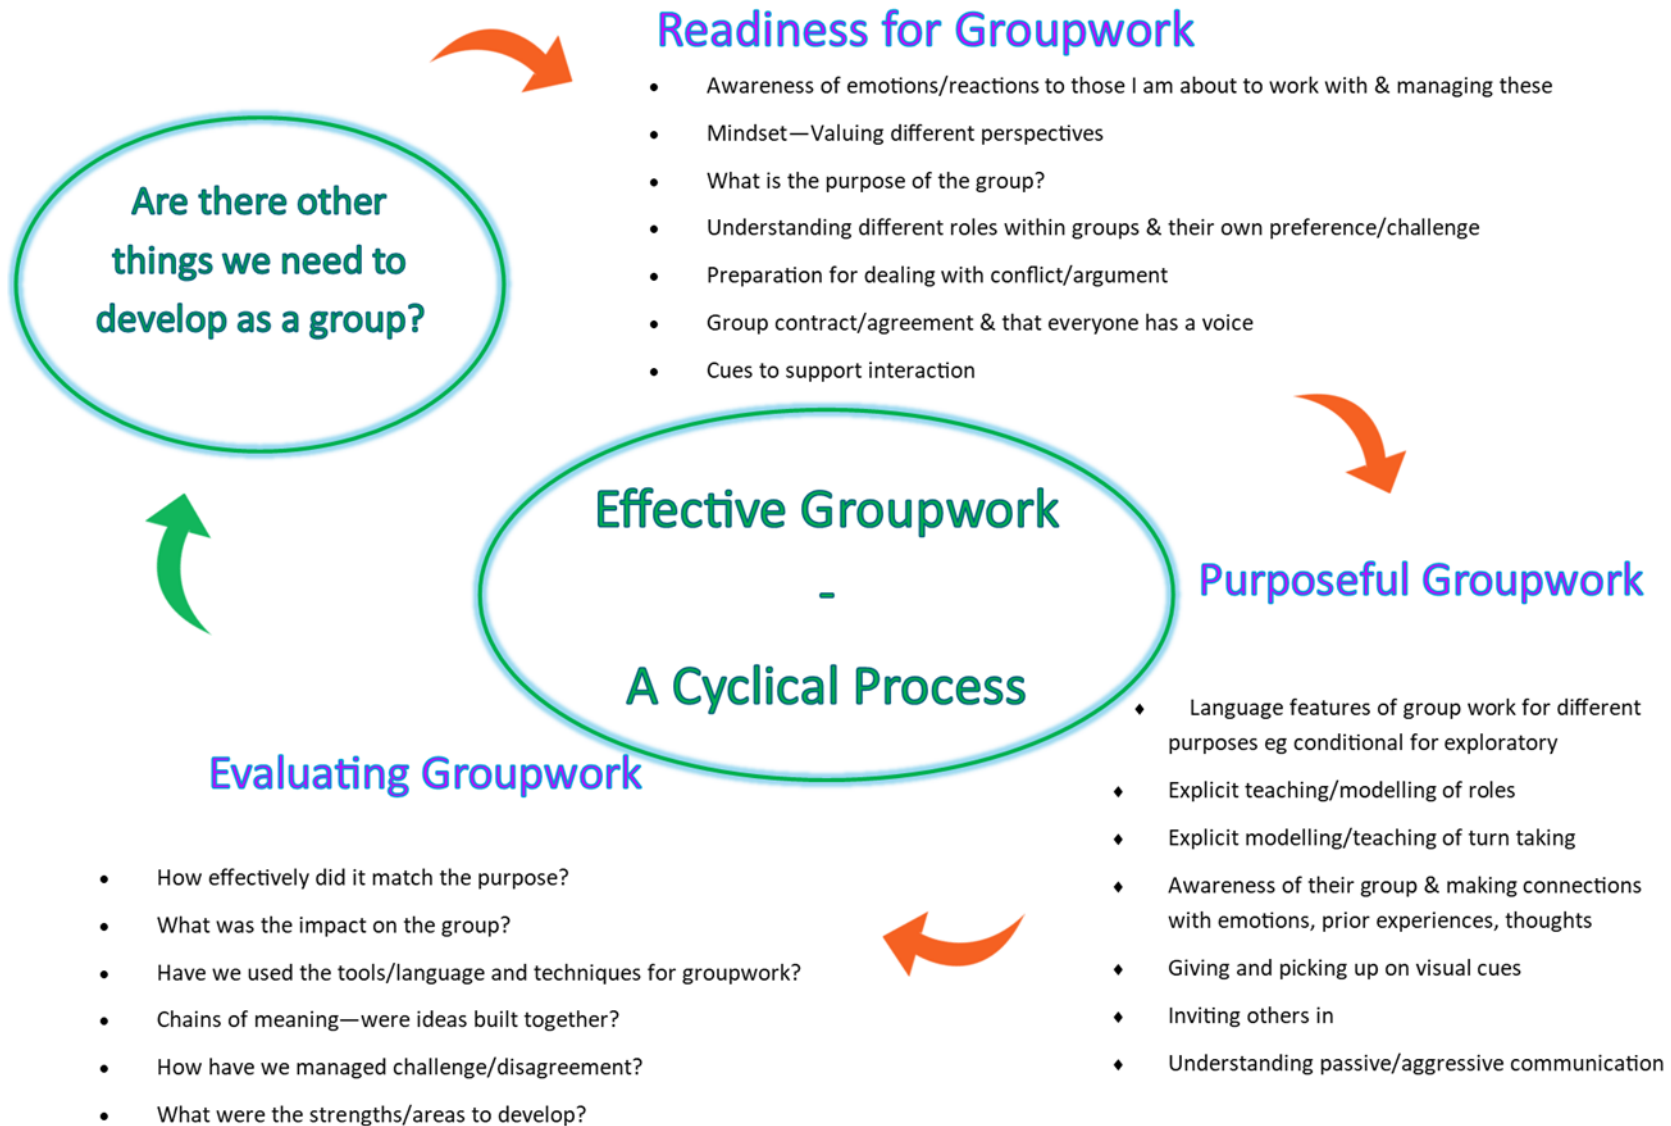 Readiness for Groupwork
• Awareness of emotions/reactions to those I am about to work with & managing these
• Mindset—Valuing different perspectives
• What is the purpose of the group?
• Understanding different roles within groups & their own preference/challenge
• Preparation for dealing with conflict/argument
• Group contract/agreement & that everyone has a voice
• Cues to support interaction
Are there other
things we need to
develop as a group?
Effective Groupwork
-
A Cyclical Process
Purposeful Groupwork
♦ Language features of group work for different
purposes eg conditional for exploratory
♦ Explicit teaching/modelling of roles
♦ Explicit modelling/teaching of turn taking
♦ Awareness of their group & making connections
with emotions, prior experiences, thoughts
♦ Giving and picking up on visual cues
♦ Inviting others in
♦ Understanding passive/aggressive communication
Evaluating Groupwork
• How effectively did it match the purpose?
• What was the impact on the group?
• Have we used the tools/language and techniques for groupwork?
• Chains of meaning—were ideas built together?
• How have we managed challenge/disagreement?
• What were the strengths/areas to develop?